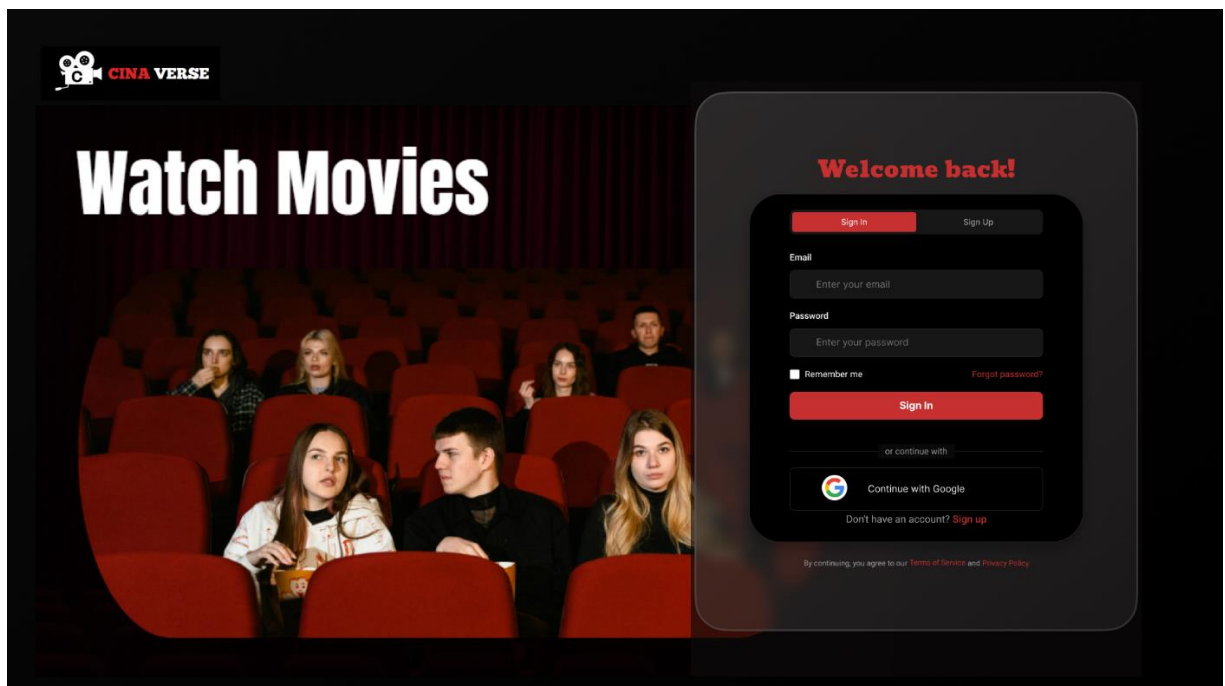 C
CINA VERSE
Watch Movies
Welcome back!
Sign In
Sign Up
Email
Enter your email
Password
Enter your password
Remember me
Forgot password?
Sign In
or continue with
Continue with Google
Don't have an account? Sign up
By continuing, you agree to our Terms of Service and Privacy Policy